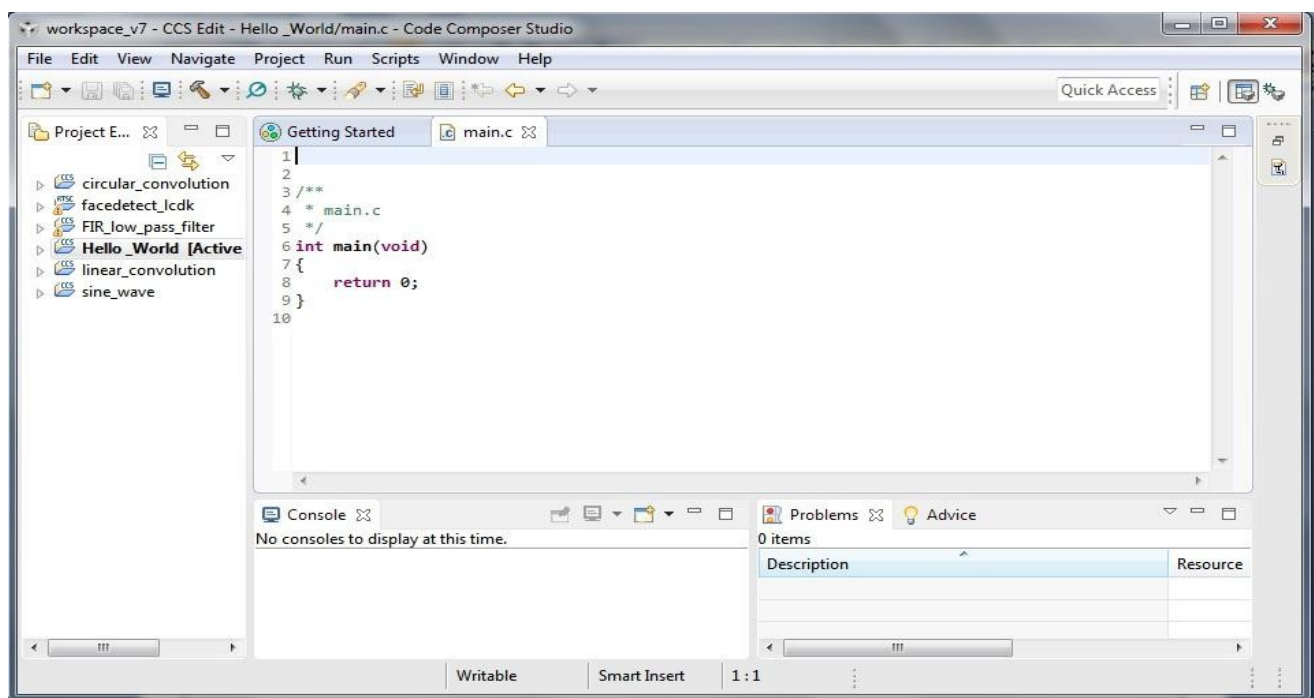 workspace_v7 - CCS Edit - Hello _World/main.c - Code Composer Studio
File Edit View Navigate Project Run Scripts Window Help
Quick Access
Project E...
Getting Started
main.c
circular_convolution
facedetect_lcdk
FIR_low_pass_filter
Hello _World [Active
linear_convolution
sine_wave
1
2
3 /**
4 * main.c
5 */
6 int main(void)
7 {
8 return 0;
9 }
10
Console
No consoles to display at this time.
Problems
Advice
0 items
Description Resource
Writable Smart Insert 1 : 1